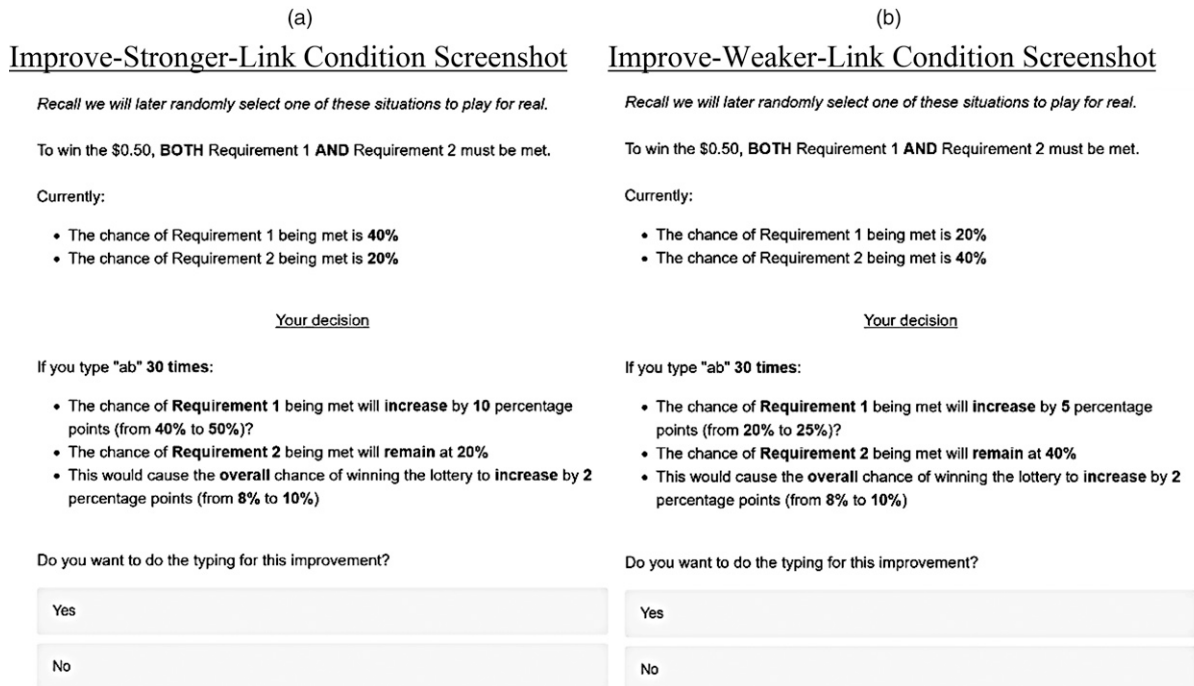 (a)
Improve-Stronger-Link Condition Screenshot
Recall we will later randomly select one of these situations to play for real.
To win the $0.50, BOTH Requirement 1 AND Requirement 2 must be met.
Currently:
• The chance of Requirement 1 being met is 40%
• The chance of Requirement 2 being met is 20%
Your decision
If you type "ab" 30 times:
• The chance of Requirement 1 being met will increase by 10 percentage
points (from 40% to 50%)?
• The chance of Requirement 2 being met will remain at 20%
• This would cause the overall chance of winning the lottery to increase by 2
percentage points (from 8% to 10%)
Do you want to do the typing for this improvement?
Yes
No
(b)
Improve-Weaker-Link Condition Screenshot
Recall we will later randomly select one of these situations to play for real.
To win the $0.50, BOTH Requirement 1 AND Requirement 2 must be met.
Currently:
• The chance of Requirement 1 being met is 20%
• The chance of Requirement 2 being met is 40%
Your decision
If you type "ab" 30 times:
• The chance of Requirement 1 being met will increase by 5 percentage
points (from 20% to 25%)?
• The chance of Requirement 2 being met will remain at 40%
• This would cause the overall chance of winning the lottery to increase by 2
percentage points (from 8% to 10%)
Do you want to do the typing for this improvement?
Yes
No